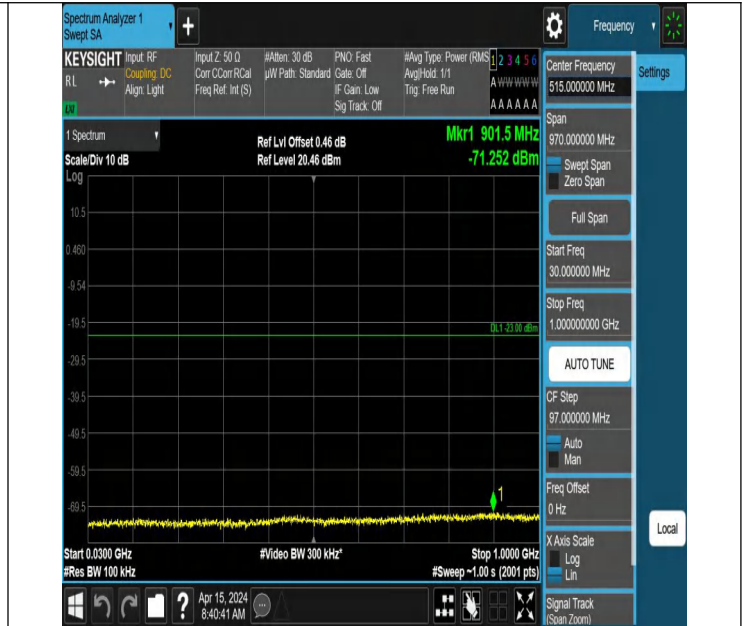 Spectrum Analyzer 1
Swept SA
+
Frequency
KEYSIGHT
RL
Input: RF
Coupling: DC
Align: Light
Input Z: 50 Ω
Corr CCorr RCal
Freq Ref: Int (S)
#Atten: 30 dB
µW Path: Standard
PNO: Fast
Gate: Off
IF Gain: Low
Sig Track: Off
#Avg Type: Power (RMS
Avg|Hold: 1/1
Trig: Free Run
1 2 3 4 5 6
A W W W W W
A A A A A A
1 Spectrum
Scale/Div 10 dB
Log
Ref Lvl Offset 0.46 dB
Ref Level 20.46 dBm
Mkr1 901.5 MHz
-71.252 dBm
10.5
0.460
-9.54
-19.5
-29.5
-39.5
-49.5
-59.5
-69.5
DL1 -23.00 dBm
1
Start 0.0300 GHz
#Res BW 100 kHz
#Video BW 300 kHz*
Stop 1.0000 GHz
#Sweep ~1.00 s (2001 pts)
?
Apr 15, 2024
8:40:41 AM
Center Frequency
515.000000 MHz
Span
970.000000 MHz
Swept Span
Zero Span
Full Span
Start Freq
30.000000 MHz
Stop Freq
1.000000000 GHz
AUTO TUNE
CF Step
97.000000 MHz
Auto
Man
Freq Offset
0 Hz
X Axis Scale
Log
Lin
Signal Track
(Span Zoom)
Settings
Local